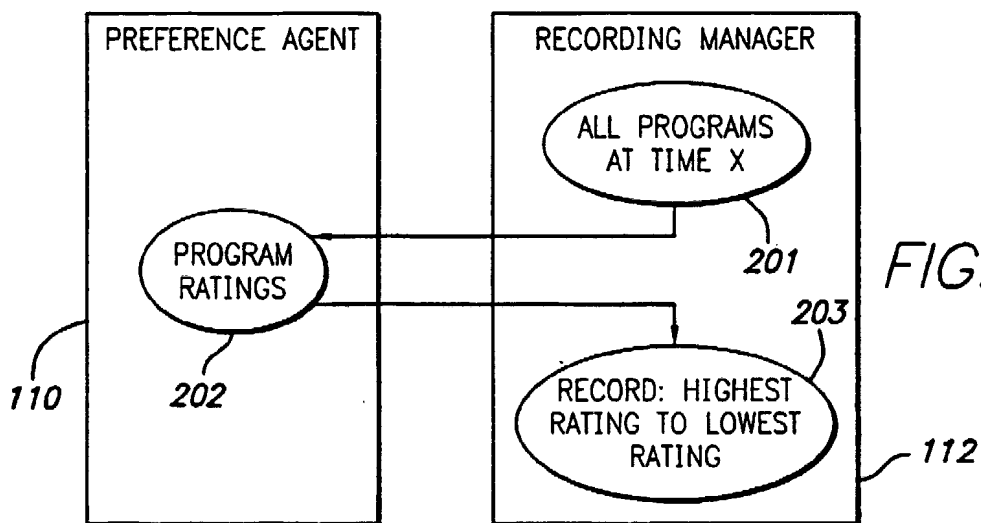 PREFERENCE AGENT
RECORDING MANAGER
ALL PROGRAMS
AT TIME X
201
PROGRAM
RATINGS
202
110
FIG.
203
RECORD: HIGHEST
RATING TO LOWEST
RATING
112